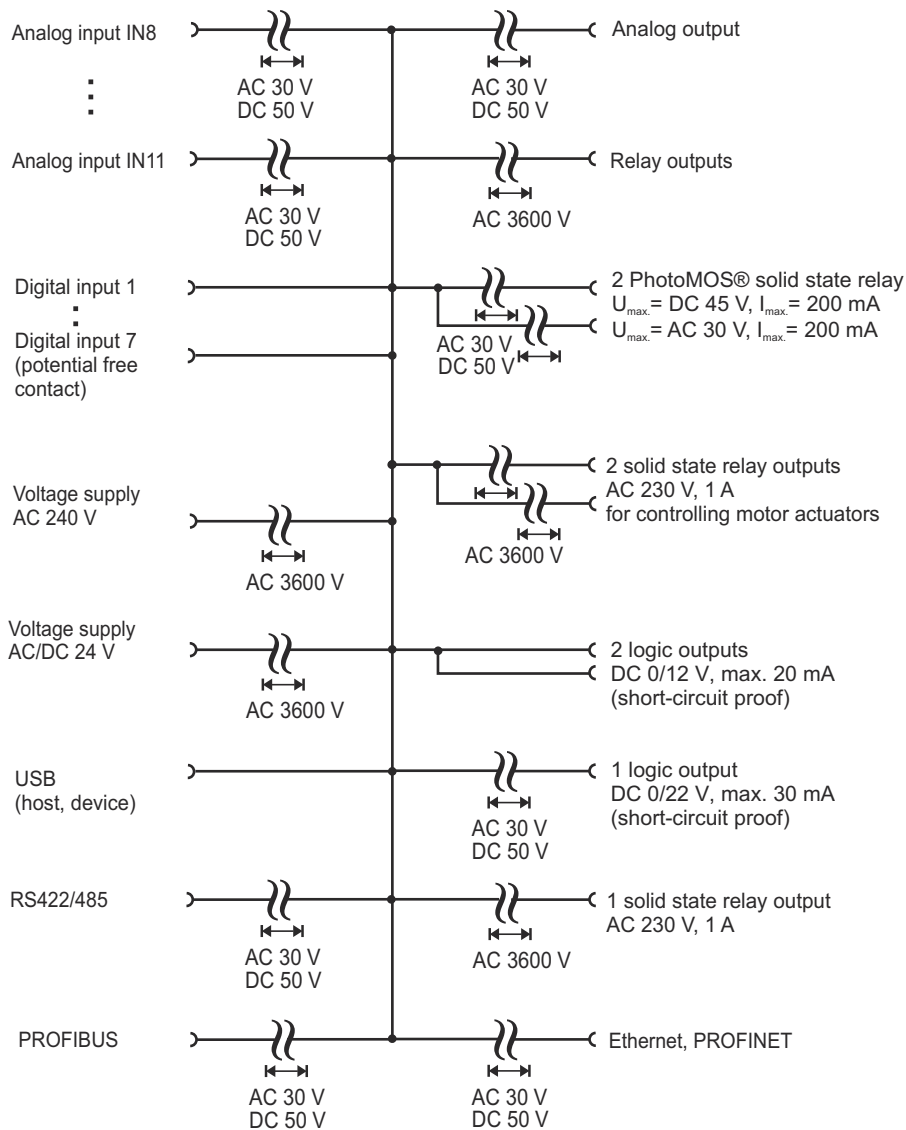 Analog input IN8
AC 30 V
DC 50 V
Analog output
AC 30 V
DC 50 V
Analog input IN11
AC 30 V
DC 50 V
Relay outputs
AC 3600 V
Digital input 1
Digital input 7
(potential free
contact)
2 PhotoMOS® solid state relay
Umax.= DC 45 V, Imax.= 200 mA
Umax.= AC 30 V, Imax.= 200 mA
AC 30 V
DC 50 V
Voltage supply
AC 240 V
AC 3600 V
2 solid state relay outputs
AC 230 V, 1 A
for controlling motor actuators
AC 3600 V
Voltage supply
AC/DC 24 V
AC 3600 V
2 logic outputs
DC 0/12 V, max. 20 mA
(short-circuit proof)
USB
(host, device)
1 logic output
DC 0/22 V, max. 30 mA
(short-circuit proof)
AC 30 V
DC 50 V
RS422/485
AC 30 V
DC 50 V
1 solid state relay output
AC 230 V, 1 A
AC 3600 V
PROFIBUS
AC 30 V
DC 50 V
Ethernet, PROFINET
AC 30 V
DC 50 V